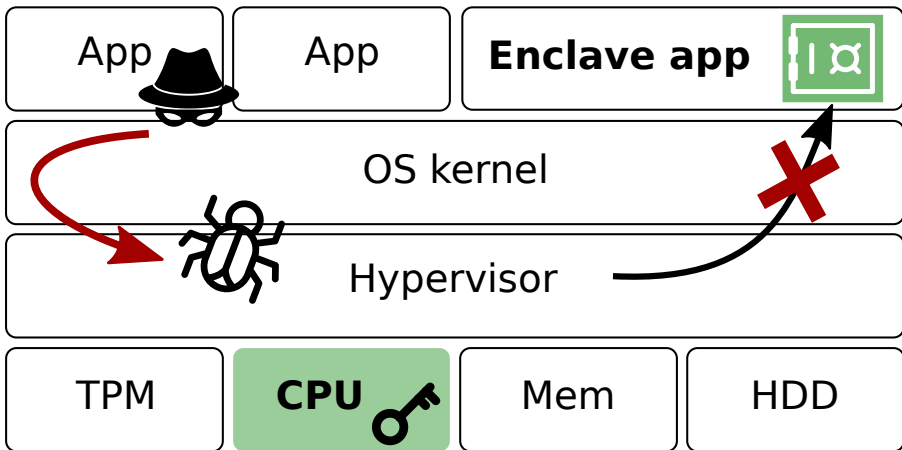 App
App
Enclave app
OS kernel
Hypervisor
TPM
CPU
Mem
HDD